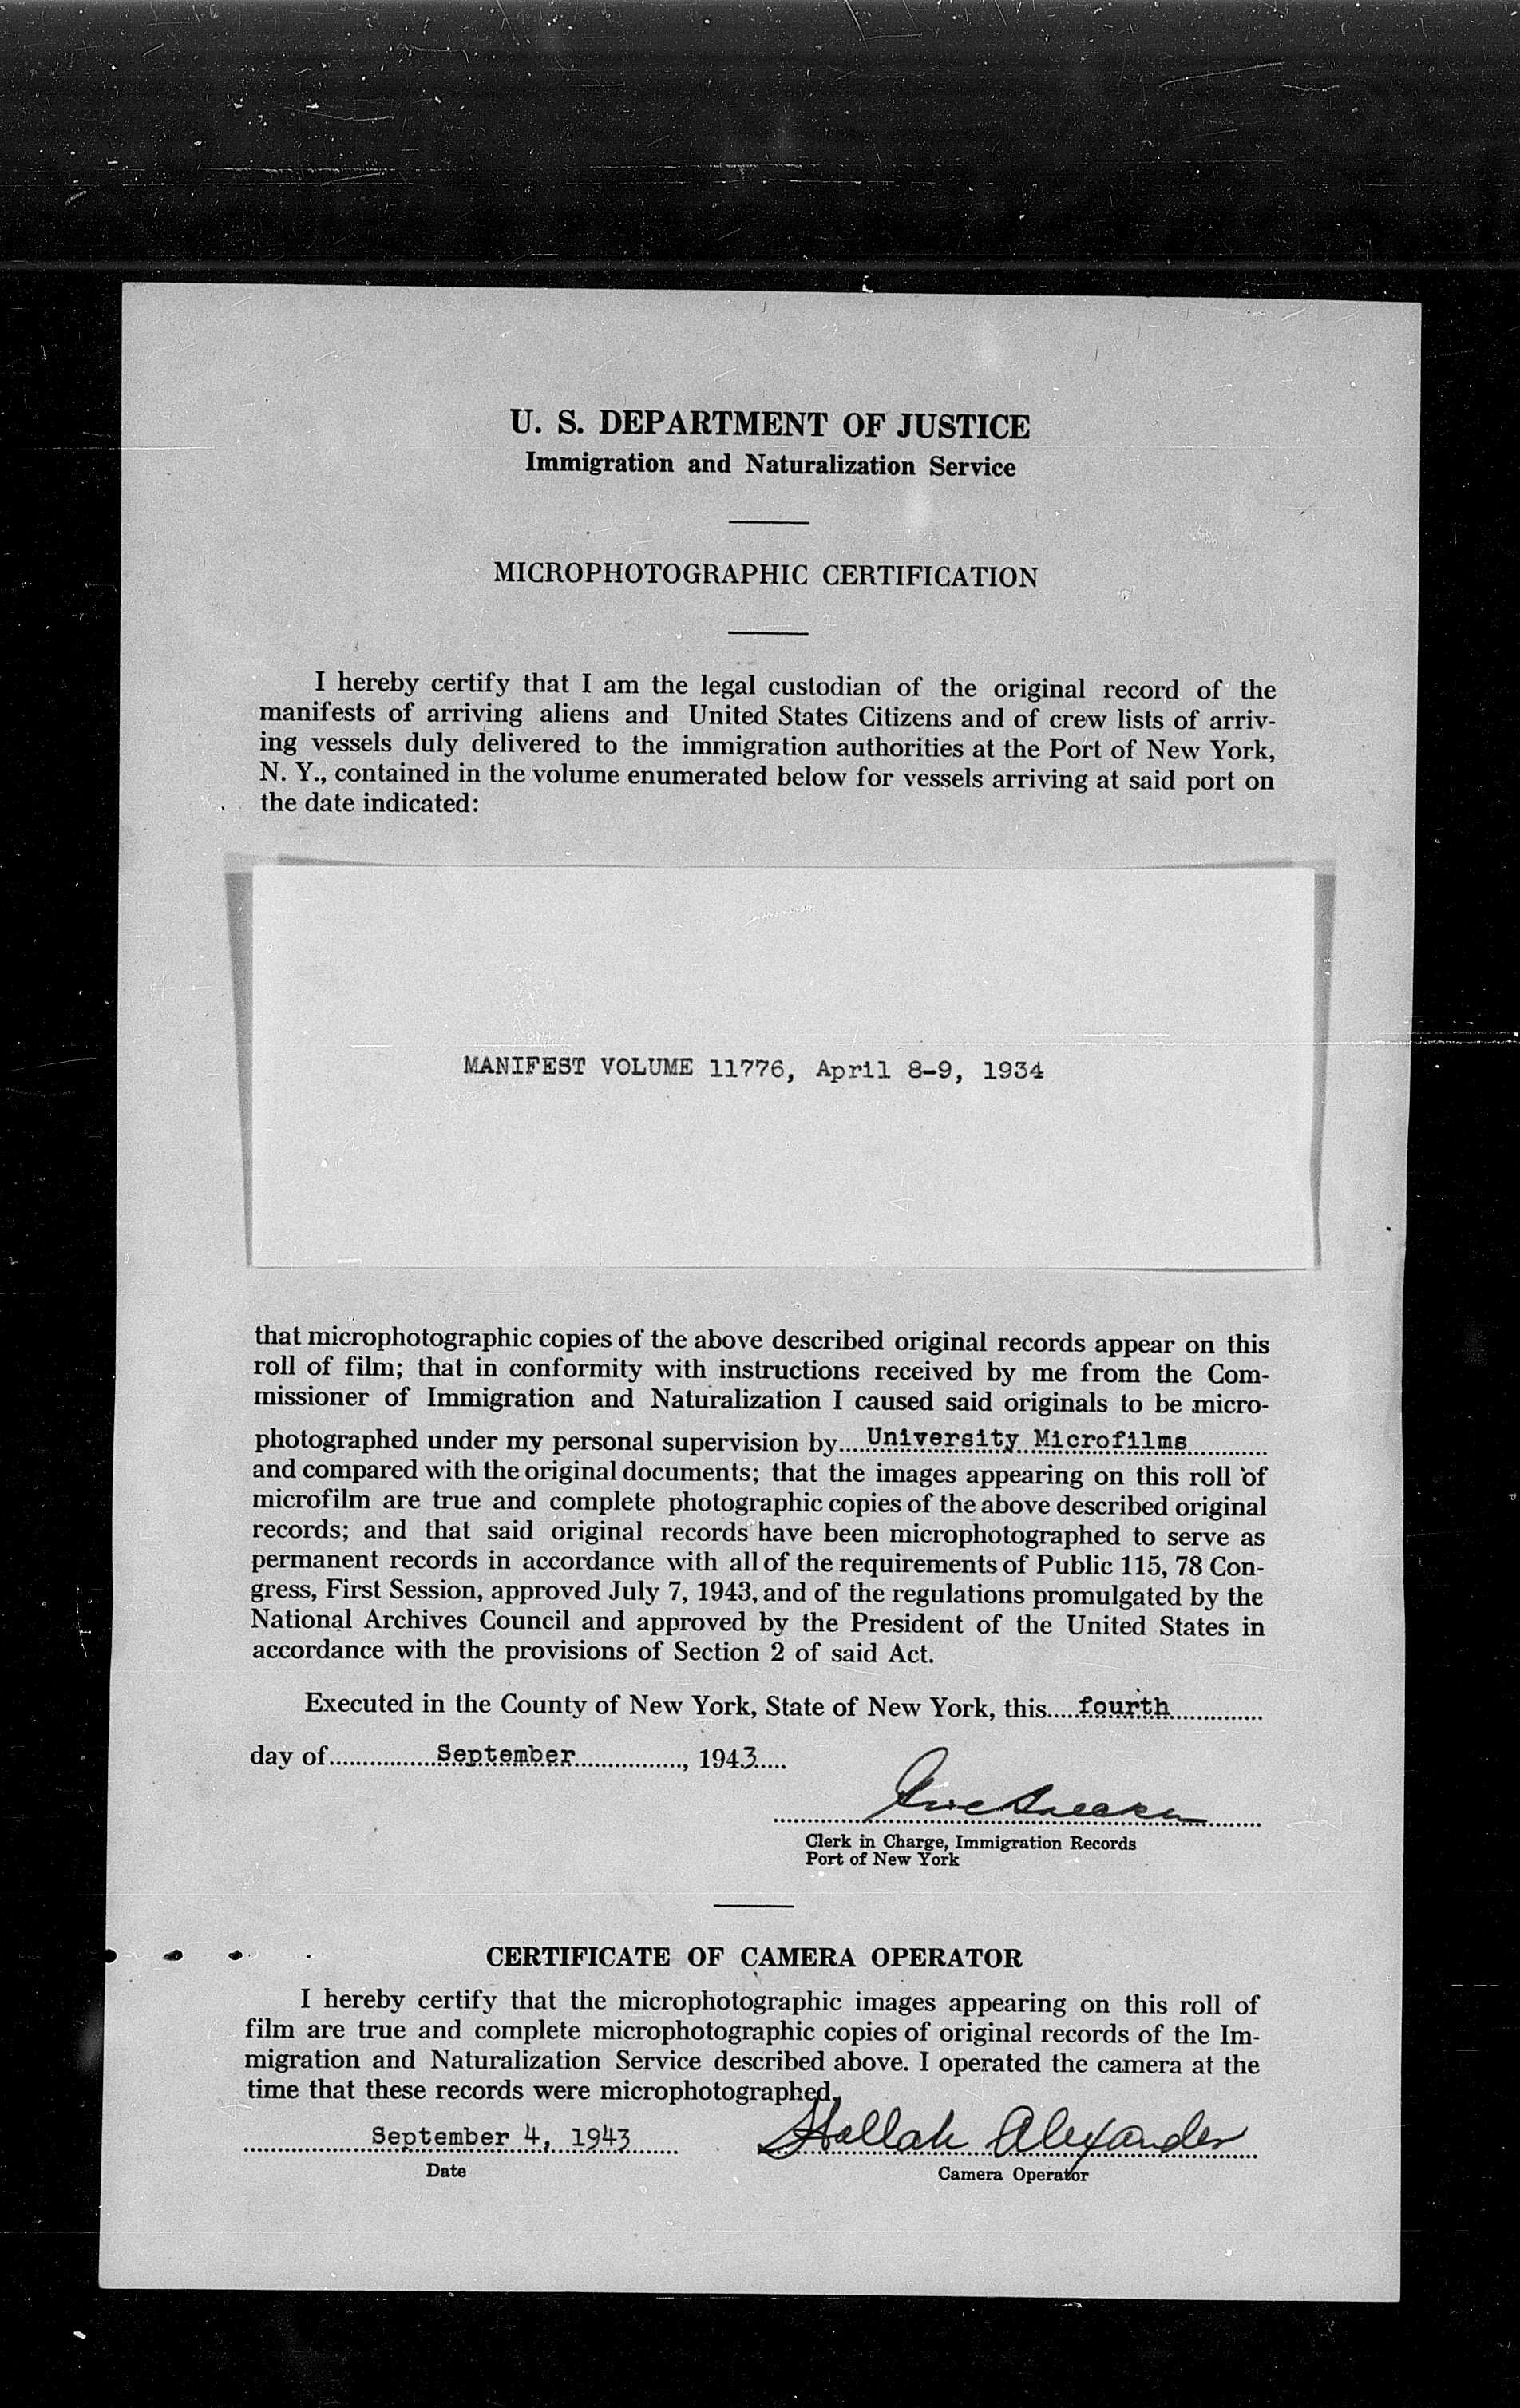 U. S. DEPARTMENT OF JUSTICE
Immigration and Naturalization Service
MICROPHOTOGRAPHIC CERTIFICATION
I hereby certify that I am the legal custodian of the original record of the
manifests of arriving aliens and United States Citizens and of crew lists of arriv-
ing vessels duly delivered to the immigration authorities at the Port of New York,
N. Y., contained in the volume enumerated below for vessels arriving at said port on
the date indicated:
MANIFEST VOLUME 11776, April 8-9, 1934
that microphotographic copies of the above described original records appear on this
roll of film; that in conformity with instructions received by me from the Com-
missioner of Immigration and Naturalization I caused said originals to be micro-
photographed under my personal supervision by.....University Microfilms............
and compared with the original documents; that the images appearing on this roll of
microfilm are true and complete photographic copies of the above described original
records; and that said original records have been microphotographed to serve as
permanent records in accordance with all of the requirements of Public 115, 78 Con-
gress, First Session, approved July 7, 1943, and of the regulations promulgated by the
National Archives Council and approved by the President of the United States in
accordance with the provisions of Section 2 of said Act.
Executed in the County of New York, State of New York, this.....fourth..............
day of................September................, 1943.....
Clerk in Charge, Immigration Records
Port of New York
CERTIFICATE OF CAMERA OPERATOR
I hereby certify that the microphotographic images appearing on this roll of
film are true and complete microphotographic copies of original records of the Im-
migration and Naturalization Service described above. I operated the camera at the
time that these records were microphotographed.
September 4, 1943 Alexander
Date Camera Operator